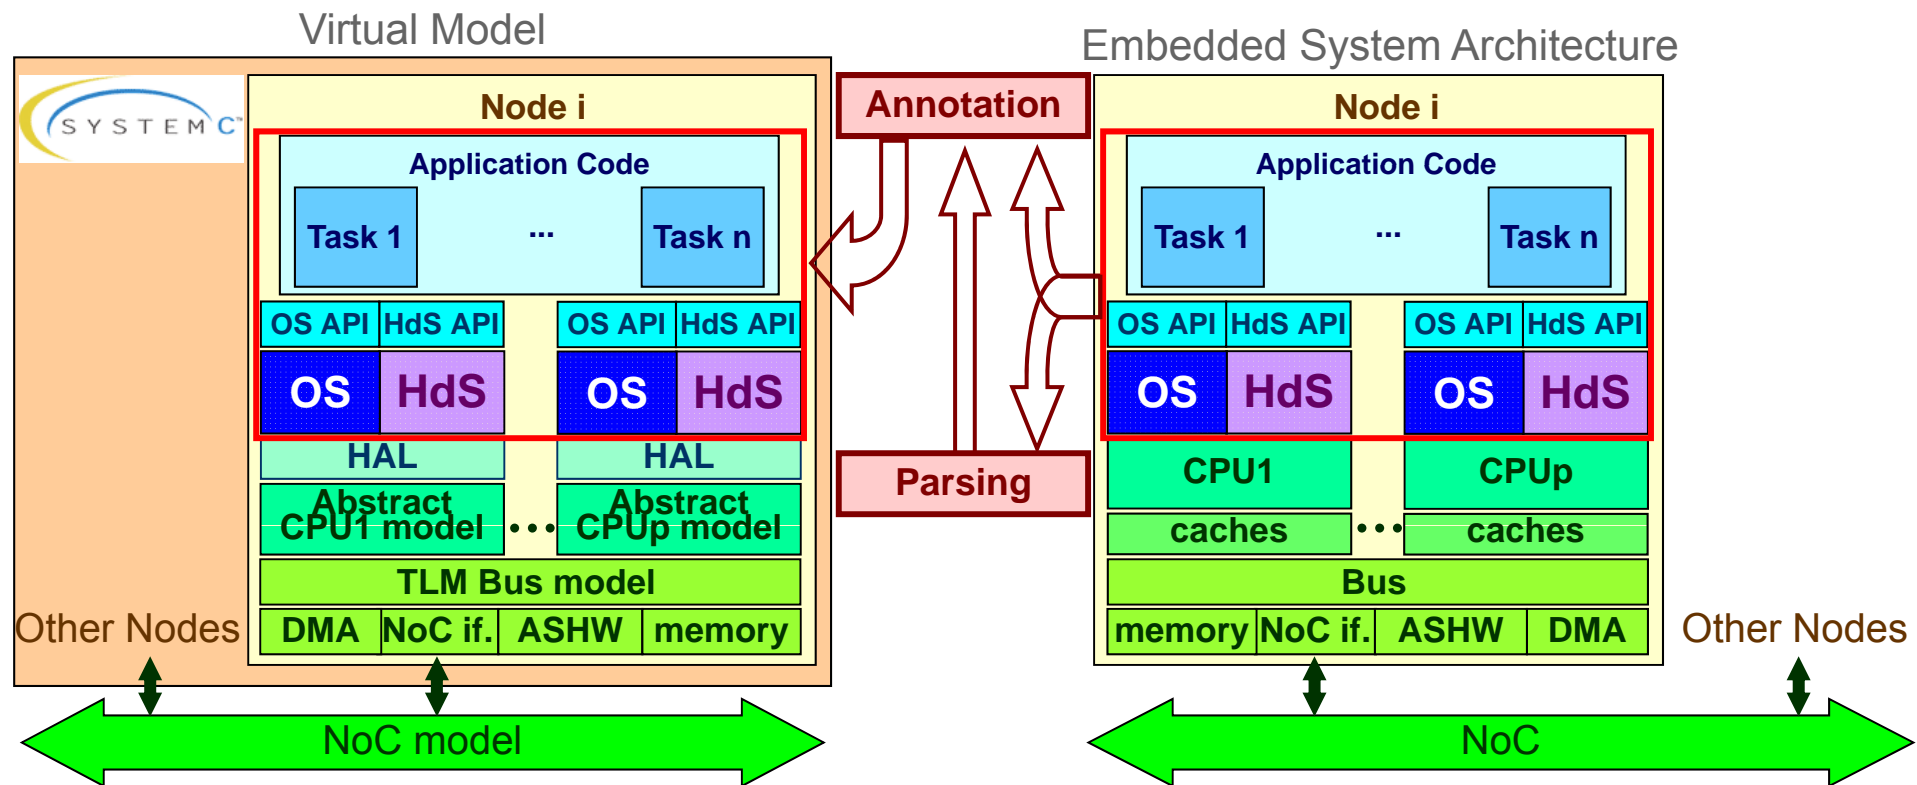 Virtual Model
Embedded System Architecture
SYSTEM C™
Node i
Application Code
Task 1
...
Task n
OS API
HdS API
OS API
HdS API
OS
HdS
OS
HdS
HAL
HAL
Abstract
CPU1 model
...
Abstract
CPUp model
TLM Bus model
DMA
NoC if.
ASHW
memory
Other Nodes
NoC model
Annotation
Parsing
Node i
Application Code
Task 1
...
Task n
OS API
HdS API
OS API
HdS API
OS
HdS
OS
HdS
CPU1
CPUp
caches
...
caches
Bus
memory
NoC if.
ASHW
DMA
Other Nodes
NoC